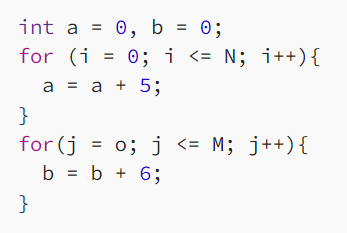 int a = 0, b = 0;
for (i = 0; i <= N; i++){
a = a + 5;
}
for(j = o; j <= M; j++){
b = b + 6;
}